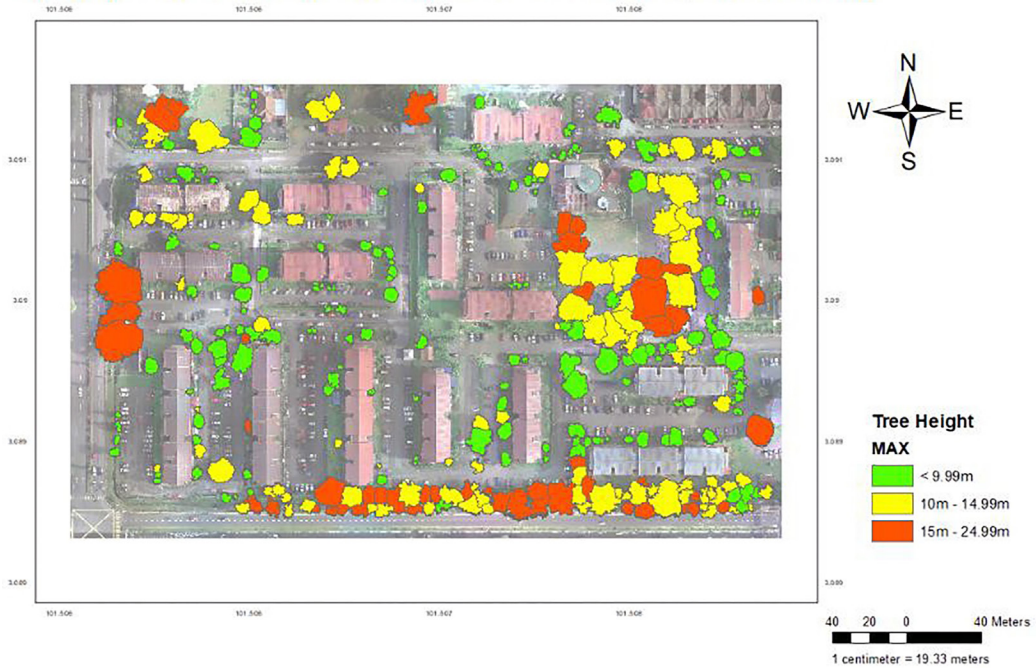 101.506 101.506 101.507 101.508
N
W E
S
3.091 3.091
3.09 3.09
3.089 3.089
Tree Height
MAX
< 9.99m
10m - 14.99m
15m - 24.99m
3.089 3.089
101.506 101.506 101.507 101.508
40 20 0 40 Meters
1 centimeter = 19.33 meters